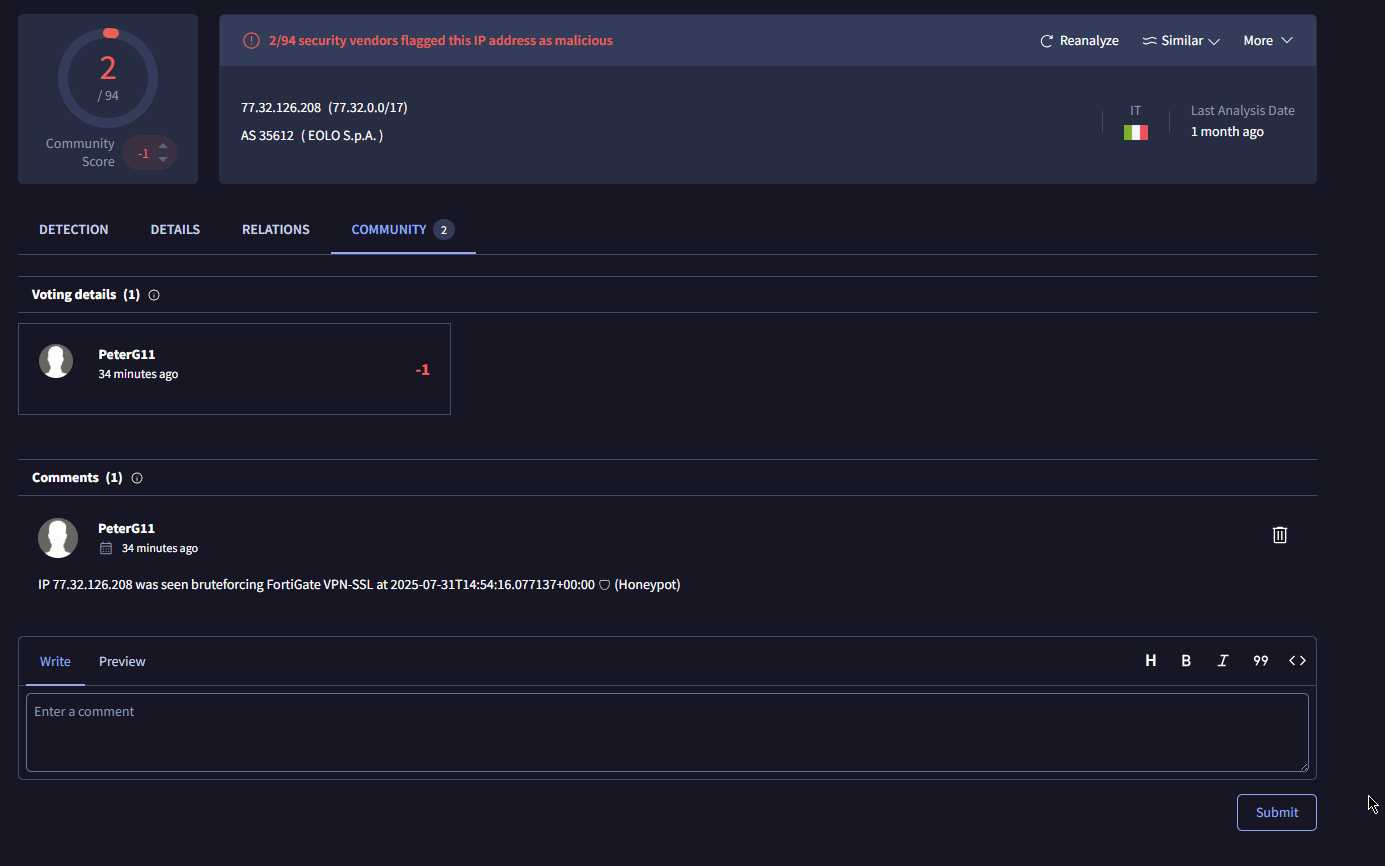 2
/ 94
Community
Score
-1
2/94 security vendors flagged this IP address as malicious
Reanalyze
Similar
More
77.32.126.208 (77.32.0.0/17)
AS 35612 ( EOLO S.p.A. )
IT
Last Analysis Date
1 month ago
DETECTION
DETAILS
RELATIONS
COMMUNITY 2
Voting details (1)
PeterG11
34 minutes ago
-1
Comments (1)
PeterG11
34 minutes ago
IP 77.32.126.208 was seen bruteforcing FortiGate VPN-SSL at 2025-07-31T14:54:16.077137+00:00 🛡 (Honeypot)
Write
Preview
H B I 99 <>
Enter a comment
Submit